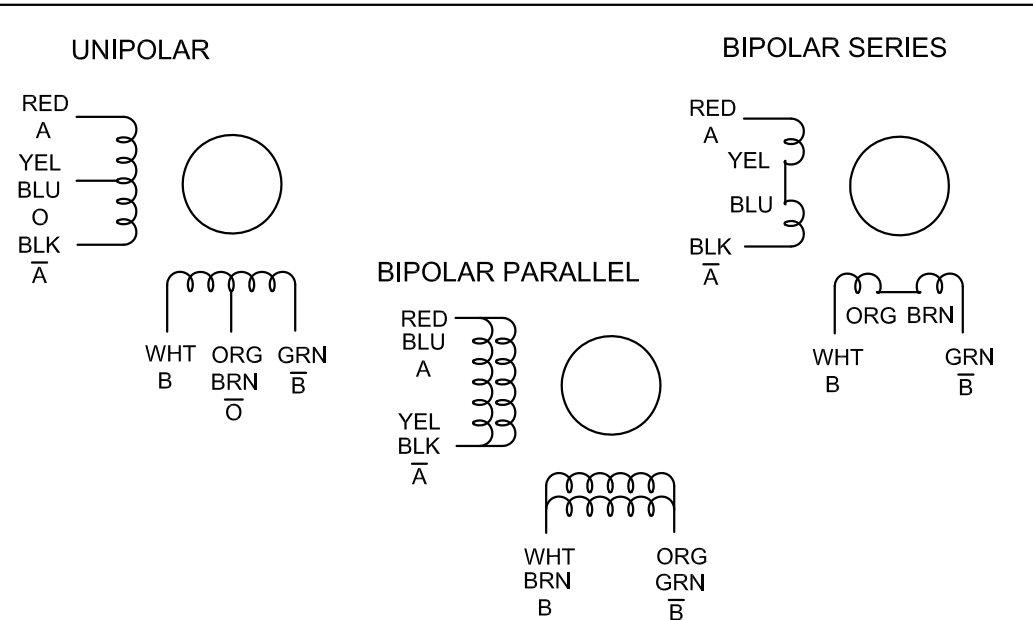 UNIPOLAR
RED
A
YEL
BLU
O
BLK
A̅
WHT ORG GRN
B BRN B̅
O̅
BIPOLAR SERIES
RED
A
YEL
BLU
BLK
A̅
ORG BRN
WHT GRN
B B̅
BIPOLAR PARALLEL
RED
BLU
A
YEL
BLK
A̅
WHT ORG
BRN GRN
B B̅